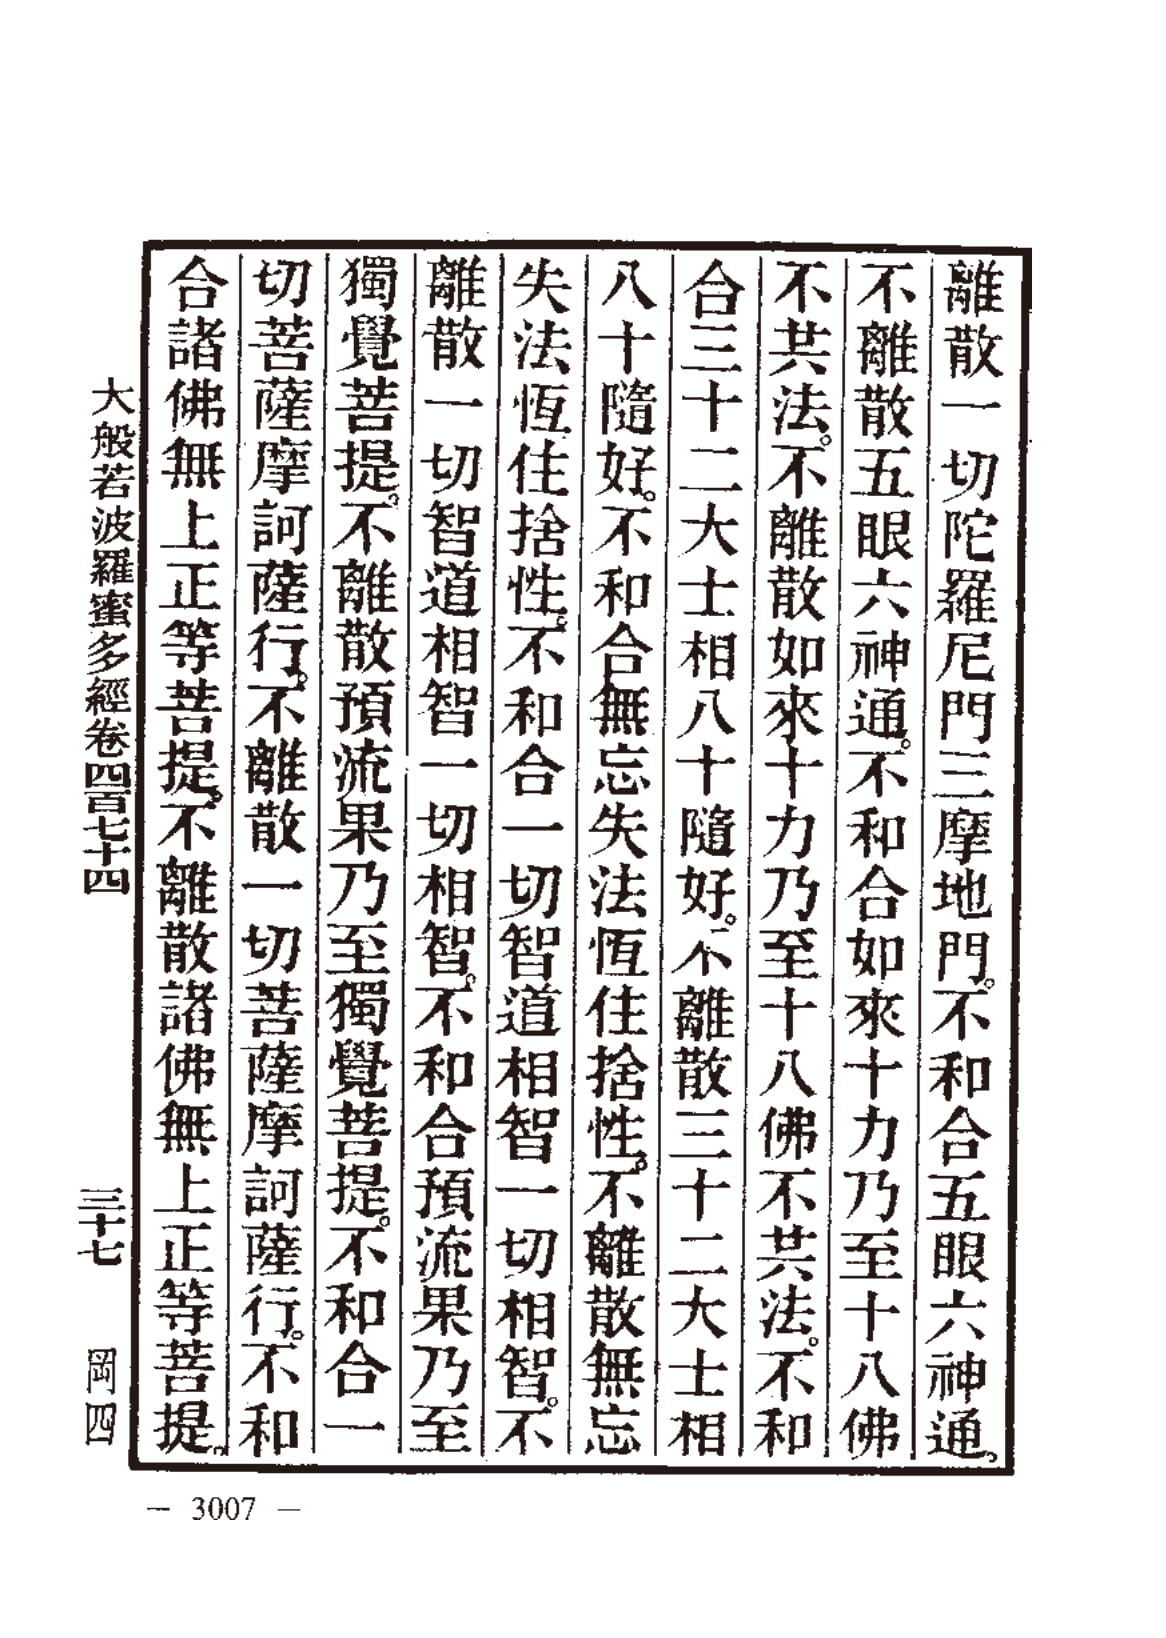 離散一切陀羅尼門三摩地門。不和合五眼六神通。
不離散五眼六神通。不和合如來十力乃至十八佛
不共法。不離散如來十力乃至十八佛不共法。不和
合三十二大士相八十隨好。不離散三十二大士相
八十隨好。不和合無忘失法恆住捨性。不離散無忘
失法恆住捨性。不和合一切智道相智一切相智。不
離散一切智道相智一切相智。不和合預流果乃至
獨覺菩提。不離散預流果乃至獨覺菩提。不和合一
切菩薩摩訶薩行。不離散一切菩薩摩訶薩行。不和
合諸佛無上正等菩提。不離散諸佛無上正等菩提。
大般若波羅蜜多經卷四百七十四 三十七 岡四
— 3007 —